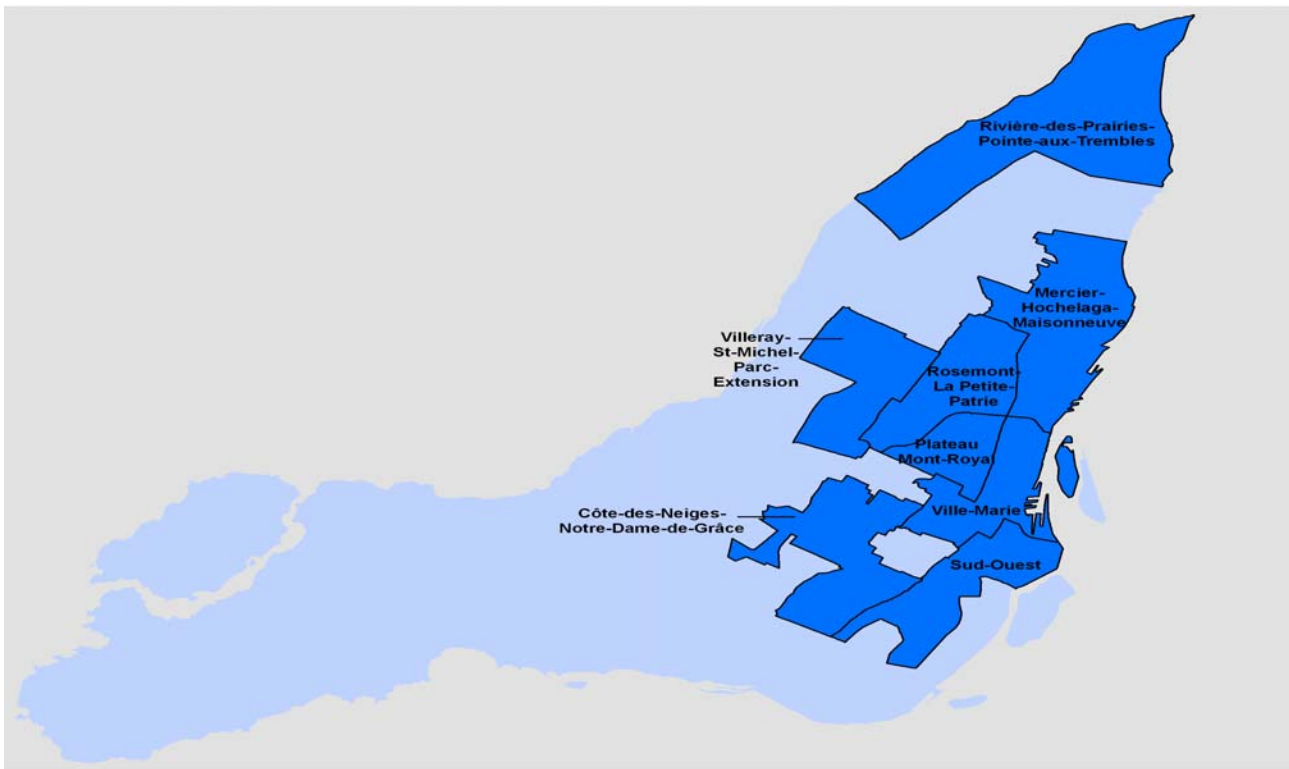 Rivière-des-Prairies-
Pointe-aux-Trembles
Mercier-
Hochelaga-
Maisonneuve
Villeray-
St-Michel-
Parc-
Extension
Rosemont-
La Petite-
Patrie
Plateau
Mont-Royal
Côte-des-Neiges-
Notre-Dame-de-Grâce
Ville-Marie
Sud-Ouest